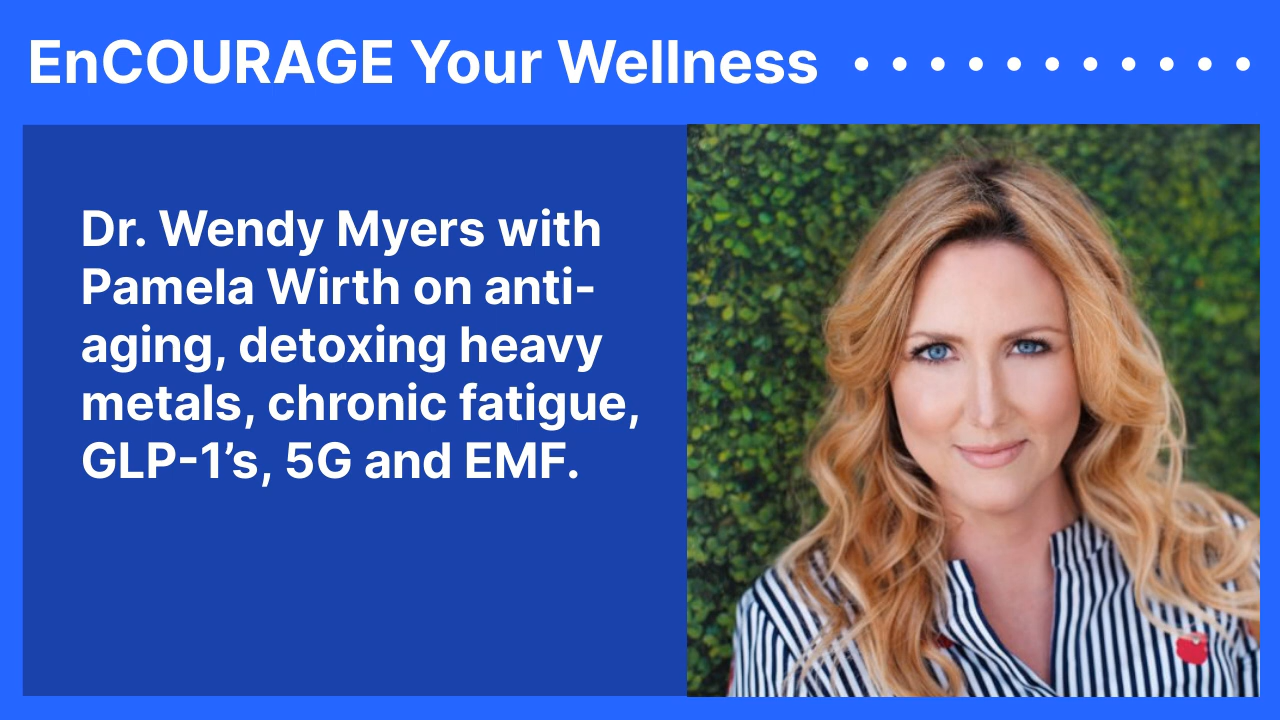 EnCOURAGE Your Wellness
Dr. Wendy Myers with
Pamela Wirth on anti-
aging, detoxing heavy
metals, chronic fatigue,
GLP-1’s, 5G and EMF.